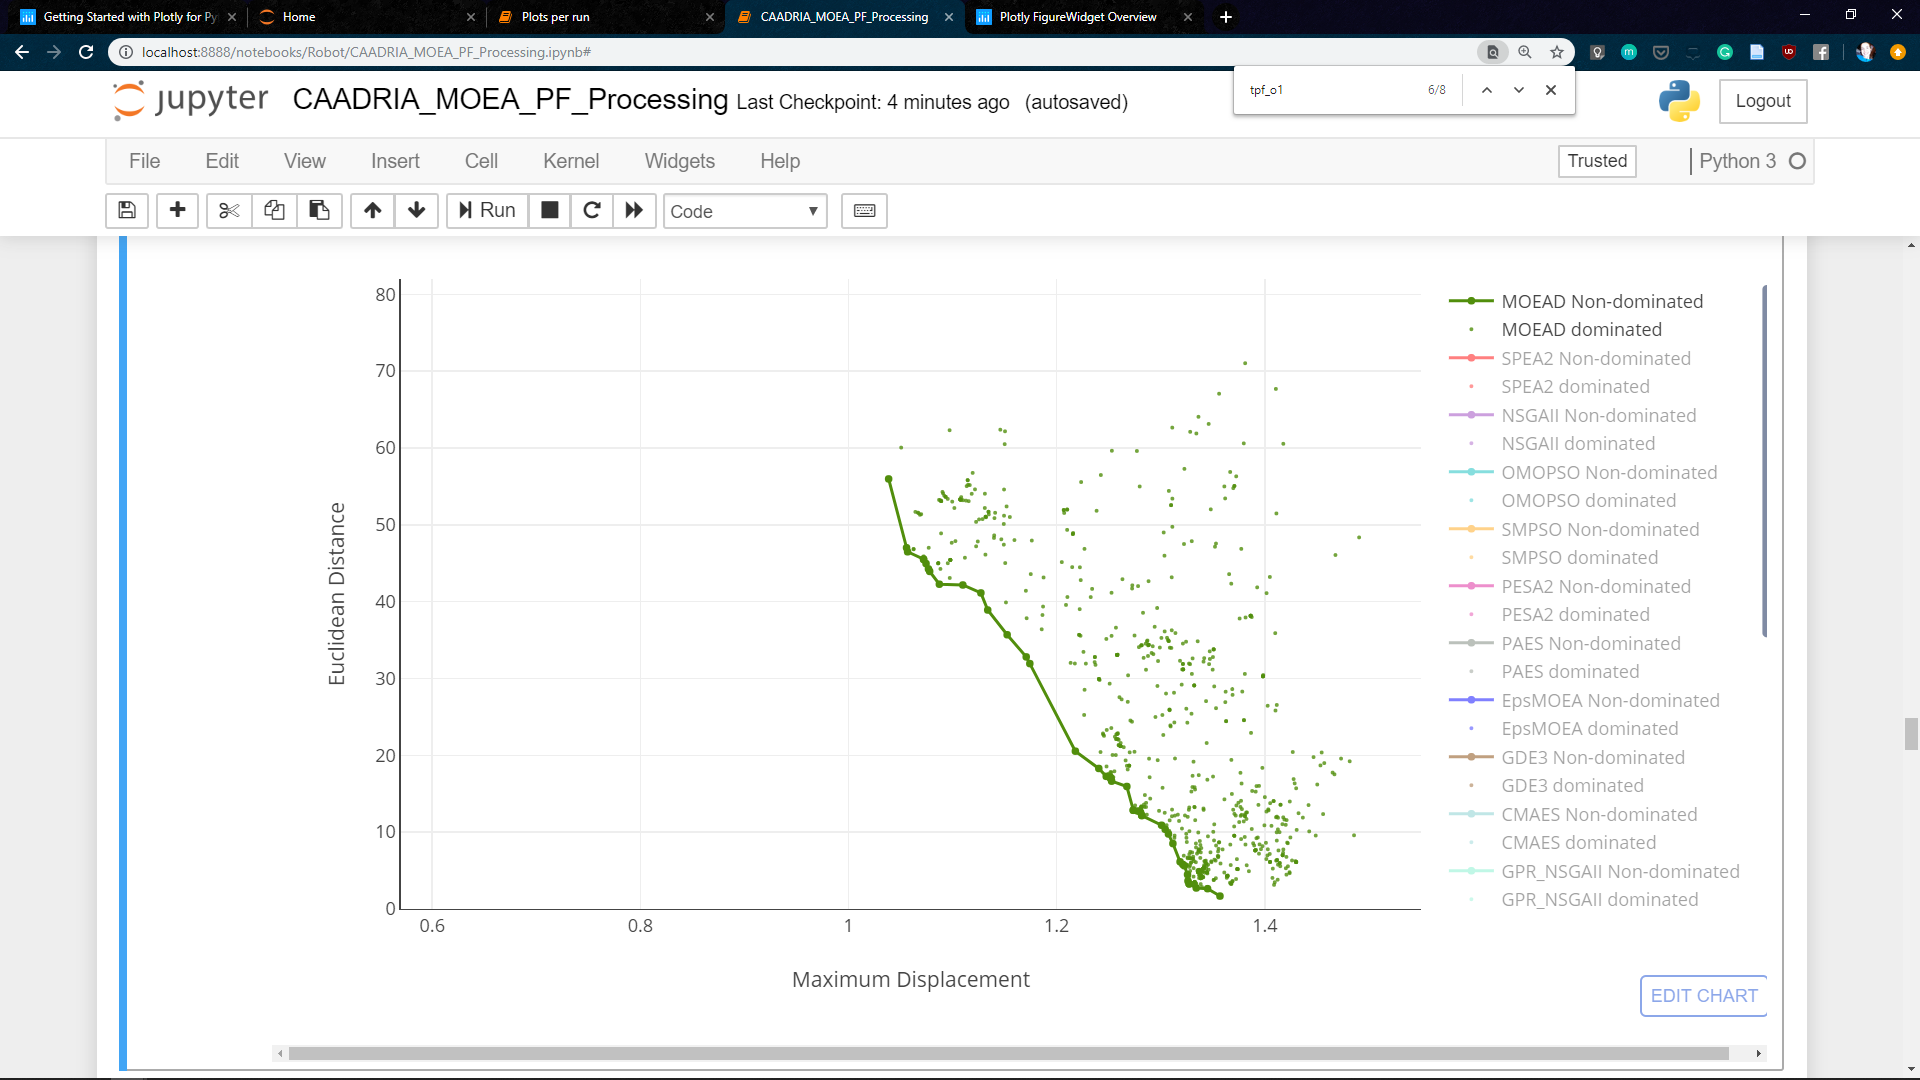 Getting Started with Plotly for Py
Home
Plots per run
CAADRIA_MOEA_PF_Processing
Plotly FigureWidget Overview
localhost:8888/notebooks/Robot/CAADRIA_MOEA_PF_Processing.ipynb#
tpf_o1 6/8
jupyter CAADRIA_MOEA_PF_Processing Last Checkpoint: 4 minutes ago (autosaved)
Logout
File Edit View Insert Cell Kernel Widgets Help
Trusted
Python 3
Run
Code
80
70
60
50
40
30
20
10
0
Euclidean Distance
0.6 0.8 1 1.2 1.4
Maximum Displacement
MOEAD Non-dominated
MOEAD dominated
SPEA2 Non-dominated
SPEA2 dominated
NSGAII Non-dominated
NSGAII dominated
OMOPSO Non-dominated
OMOPSO dominated
SMPSO Non-dominated
SMPSO dominated
PESA2 Non-dominated
PESA2 dominated
PAES Non-dominated
PAES dominated
EpsMOEA Non-dominated
EpsMOEA dominated
GDE3 Non-dominated
GDE3 dominated
CMAES Non-dominated
CMAES dominated
GPR_NSGAII Non-dominated
GPR_NSGAII dominated
EDIT CHART